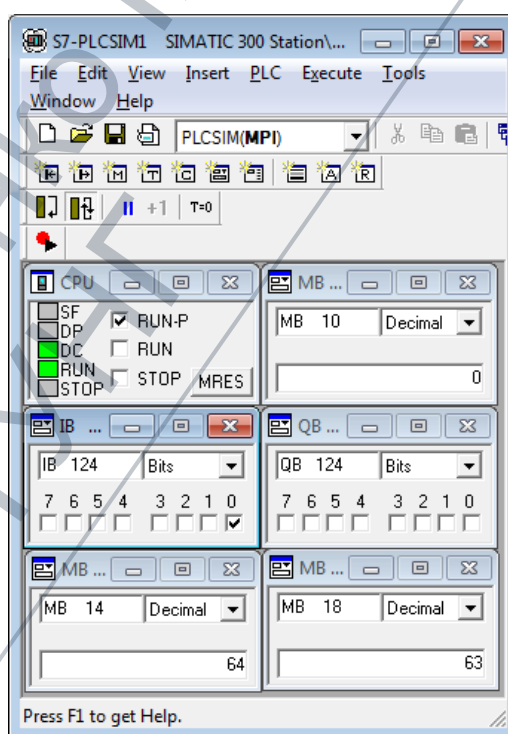 S7-PLCSIM1 SIMATIC 300 Station\...
File Edit View Insert PLC Execute Tools
Window Help
PLCSIM(MPI)
+1 T=0
CPU
SF
DP
DC
RUN
STOP
RUN-P
RUN
STOP MRES
MB ...
MB 10 Decimal
0
IB ...
IB 124 Bits
7 6 5 4 3 2 1 0
QB ...
QB 124 Bits
7 6 5 4 3 2 1 0
MB ...
MB 14 Decimal
64
MB ...
MB 18 Decimal
63
Press F1 to get Help.